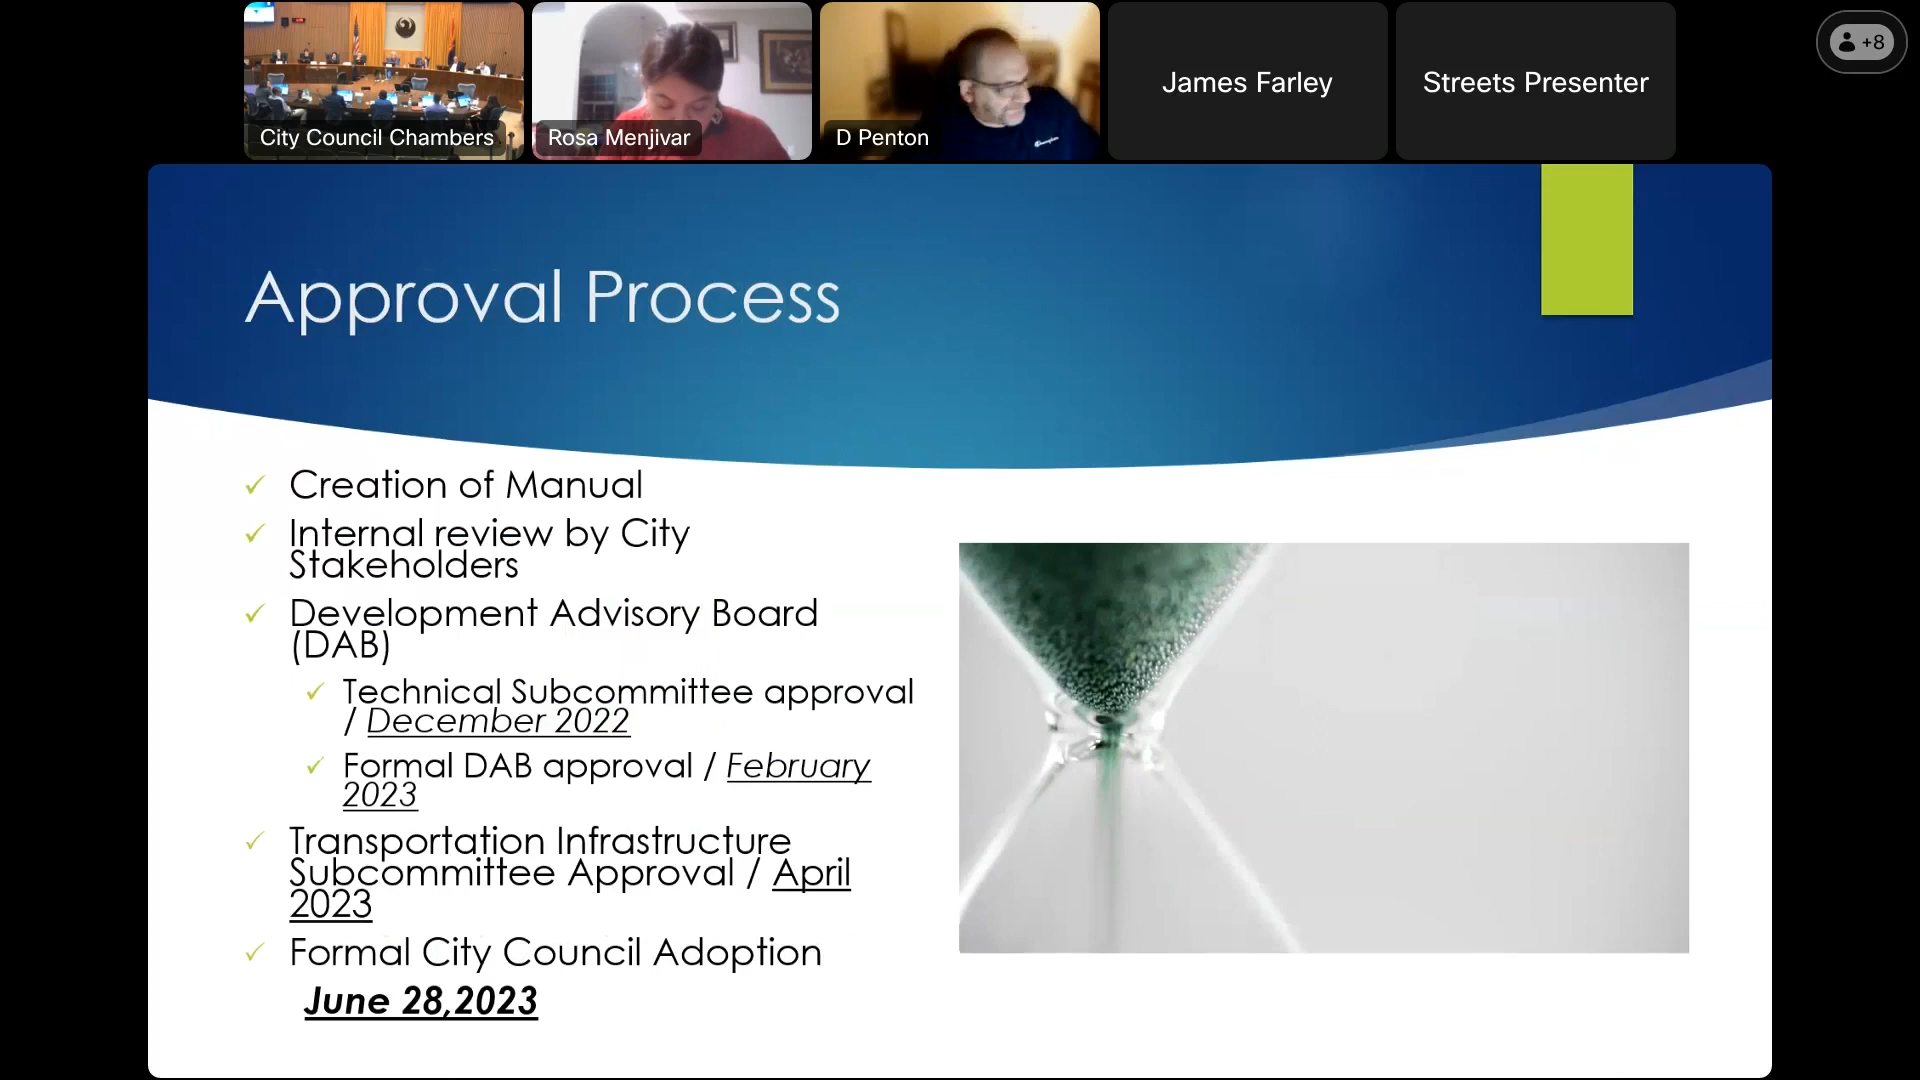 City Council Chambers
Rosa Menjivar
D Penton
James Farley
Streets Presenter
+8
Approval Process
✓ Creation of Manual
✓ Internal review by City
Stakeholders
✓ Development Advisory Board
(DAB)
✓ Technical Subcommittee approval
/ December 2022
✓ Formal DAB approval / February
2023
✓ Transportation Infrastructure
Subcommittee Approval / April
2023
✓ Formal City Council Adoption
June 28,2023